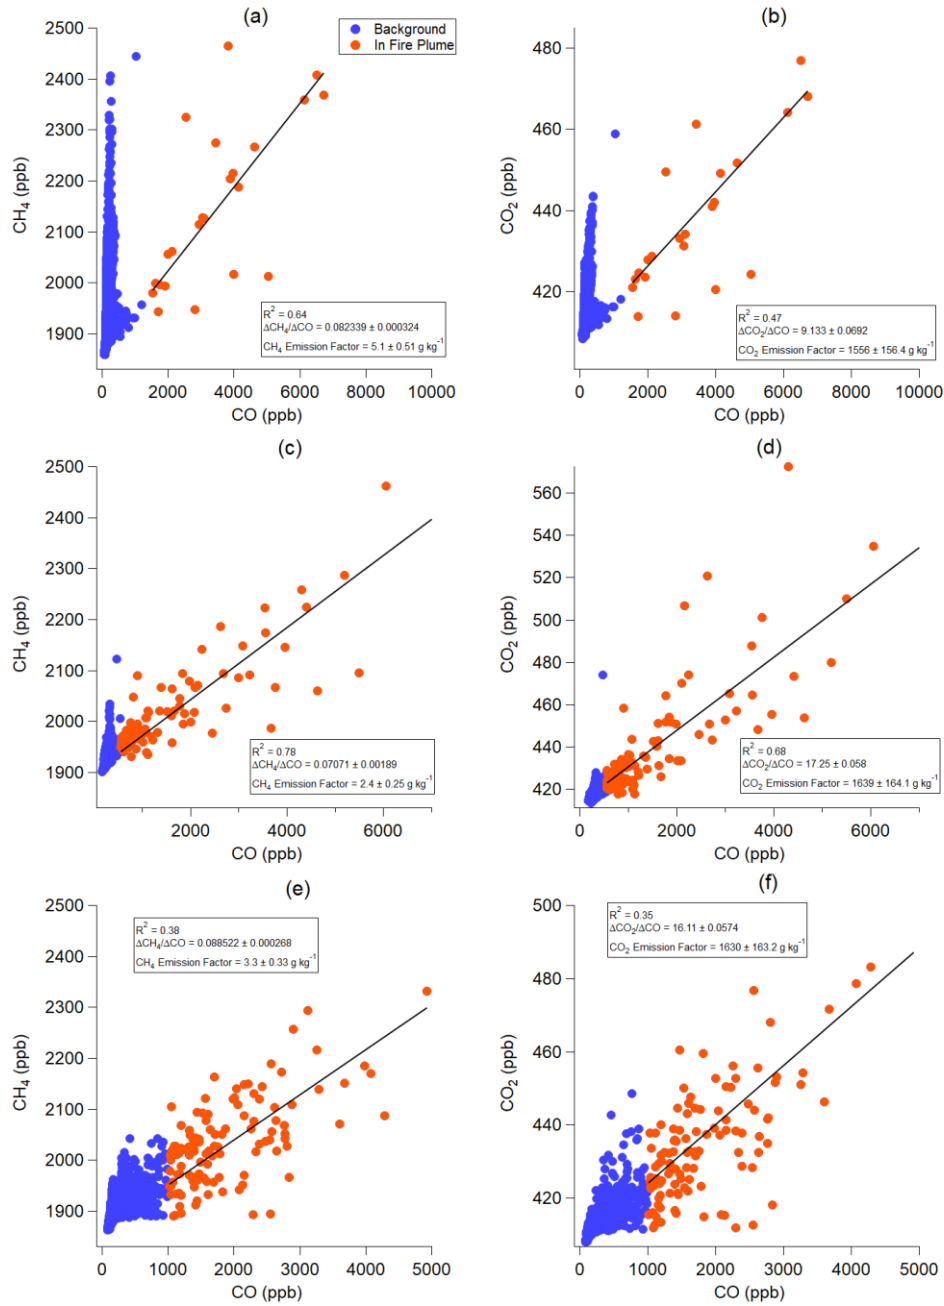 (a)
Background
In Fire Plume
2500
2400
2300
2200
2100
2000
1900
CH4 (ppb)
R2 = 0.64
ΔCH4/ΔCO = 0.082339 ± 0.000324
CH4 Emission Factor = 5.1 ± 0.51 g kg-1
0
2000
4000
6000
8000
10000
CO (ppb)
(b)
480
460
440
420
CO2 (ppb)
R2 = 0.47
ΔCO2/ΔCO = 9.133 ± 0.0692
CO2 Emission Factor = 1556 ± 156.4 g kg-1
0
2000
4000
6000
8000
10000
CO (ppb)
(c)
2500
2400
2300
2200
2100
2000
1900
CH4 (ppb)
R2 = 0.78
ΔCH4/ΔCO = 0.07071 ± 0.00189
CH4 Emission Factor = 2.4 ± 0.25 g kg-1
2000
4000
6000
CO (ppb)
(d)
560
540
520
500
480
460
440
420
CO2 (ppb)
R2 = 0.68
ΔCO2/ΔCO = 17.25 ± 0.058
CO2 Emission Factor = 1639 ± 164.1 g kg-1
0
2000
4000
6000
CO (ppb)
(e)
2500
2400
2300
2200
2100
2000
1900
CH4 (ppb)
R2 = 0.38
ΔCH4/ΔCO = 0.088522 ± 0.000268
CH4 Emission Factor = 3.3 ± 0.33 g kg-1
0
1000
2000
3000
4000
5000
CO (ppb)
(f)
500
480
460
440
420
CO2 (ppb)
R2 = 0.35
ΔCO2/ΔCO = 16.11 ± 0.0574
CO2 Emission Factor = 1630 ± 163.2 g kg-1
0
1000
2000
3000
4000
5000
CO (ppb)